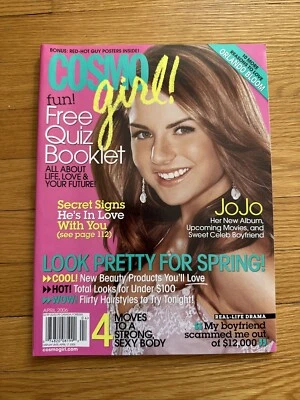 BONUS: RED-HOT GUY POSTERS INSIDE!
COSMO
girl!
ORLANDO BLOOM
fun!
Free
Quiz
Booklet
ALL ABOUT
LIFE, LOVE &
YOUR FUTURE!
Secret Signs
He's In Love
With You
(see page 112)
JoJo
Her New Album,
Upcoming Movies, and
Sweet Celeb Boyfriend
LOOK PRETTY FOR SPRING!
COOL! New Beauty Products You'll Love
HOT! Total Looks for Under $100
WOW! Flirty Hairstyles to Try Tonight!
APRIL 2006
4 MOVES
TO A
STRONG,
SEXY BODY
REAL-LIFE DRAMA
My boyfriend
scammed me out
of $12,000
cosmogirl.com